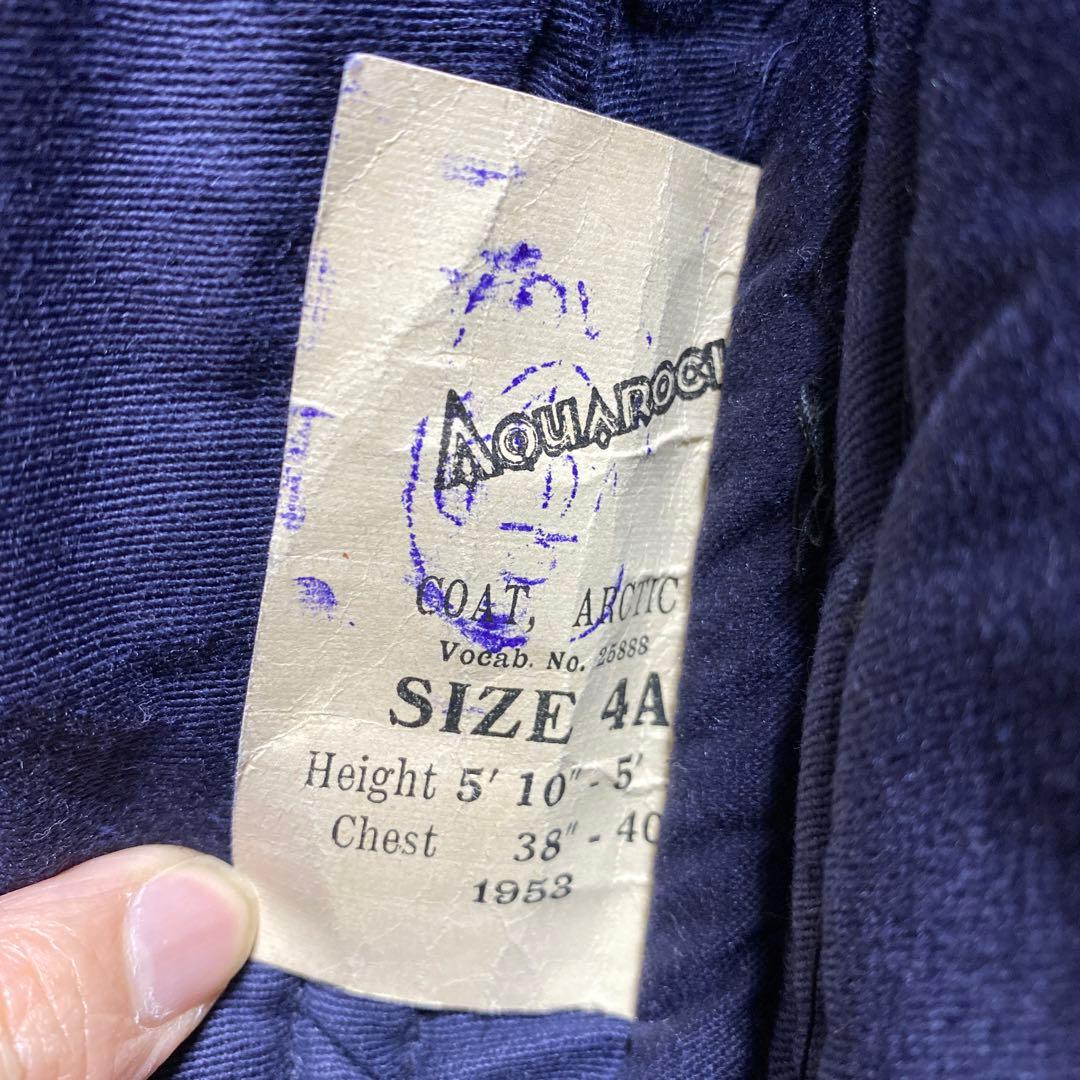 AQUAROC
COAT, ARCTIC
Vocab. No. 25888
SIZE 4A
Height 5' 10" - 5'
Chest 38" - 40
1953